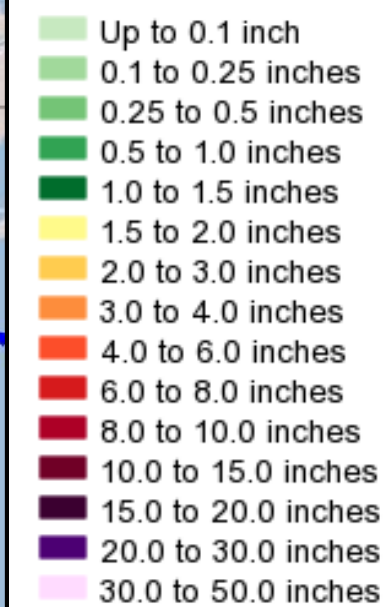 Up to 0.1 inch
0.1 to 0.25 inches
0.25 to 0.5 inches
0.5 to 1.0 inches
1.0 to 1.5 inches
1.5 to 2.0 inches
2.0 to 3.0 inches
3.0 to 4.0 inches
4.0 to 6.0 inches
6.0 to 8.0 inches
8.0 to 10.0 inches
10.0 to 15.0 inches
15.0 to 20.0 inches
20.0 to 30.0 inches
30.0 to 50.0 inches